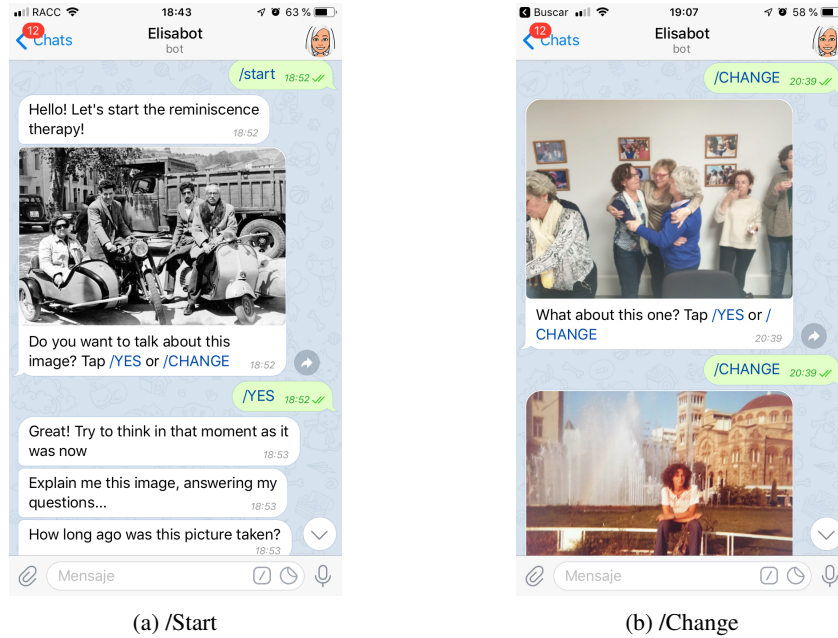 RACC 18:43 63 %
12
Chats
Elisabot
bot
/start 18:52
Hello! Let's start the reminiscence
therapy!
18:52
Do you want to talk about this
image? Tap /YES or /CHANGE 18:52
/YES 18:52
Great! Try to think in that moment as it
was now
18:53
Explain me this image, answering my
questions...
18:53
How long ago was this picture taken?
18:53
Mensaje
(a) /Start
Buscar 19:07 58 %
12
Chats
Elisabot
bot
/CHANGE 20:39
What about this one? Tap /YES or /
CHANGE
20:39
/CHANGE 20:39
Mensaje
(b) /Change